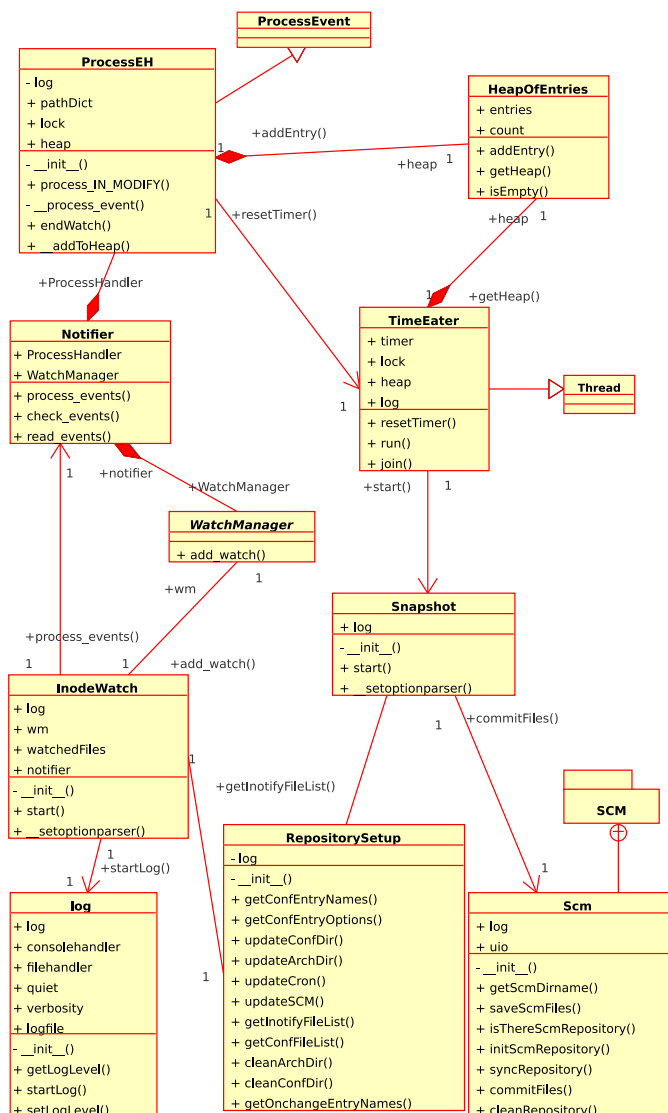 ProcessEvent
ProcessEH
- log
+ pathDict
+ lock
+ heap
- __init__()
+ process_IN_MODIFY()
- __process_event()
+ endWatch()
+ __addToHeap()
HeapOfEntries
+ entries
+ count
+ addEntry()
+ getHeap()
+ isEmpty()
1
+addEntry()
+heap
1
1
+resetTimer()
+heap
1
+ProcessHandler
1
+getHeap()
Notifier
+ ProcessHandler
+ WatchManager
+ process_events()
+ check_events()
+ read_events()
TimeEater
+ timer
+ lock
+ heap
+ log
+ resetTimer()
+ run()
+ join()
Thread
1
1
+notifier
+WatchManager
+start()
1
WatchManager
+ add_watch()
1
+wm
Snapshot
+ log
- __init__()
+ start()
+ __setoptionparser()
+process_events()
1
1
+add_watch()
InodeWatch
+ log
+ wm
+ watchedFiles
+ notifier
- __init__()
+ start()
+ __setoptionparser()
+commitFiles()
1
1
+getInotifyFileList()
SCM
1
+startLog()
1
RepositorySetup
- log
- __init__()
+ getConfEntryNames()
+ getConfEntryOptions()
+ updateConfDir()
+ updateArchDir()
+ updateCron()
+ updateSCM()
+ getInotifyFileList()
+ getConfFileList()
+ cleanArchDir()
+ cleanConfDir()
+ getOnchangeEntryNames()
1
1
log
+ log
+ consolehandler
+ filehandler
+ quiet
+ verbosity
+ logfile
- __init__()
+ getLogLevel()
+ startLog()
+ setLogLevel()
Scm
+ log
+ uio
- __init__()
+ getScmDirname()
+ saveScmFiles()
+ isThereScmRepository()
+ initScmRepository()
+ syncRepository()
+ commitFiles()
+ cleanRepository()